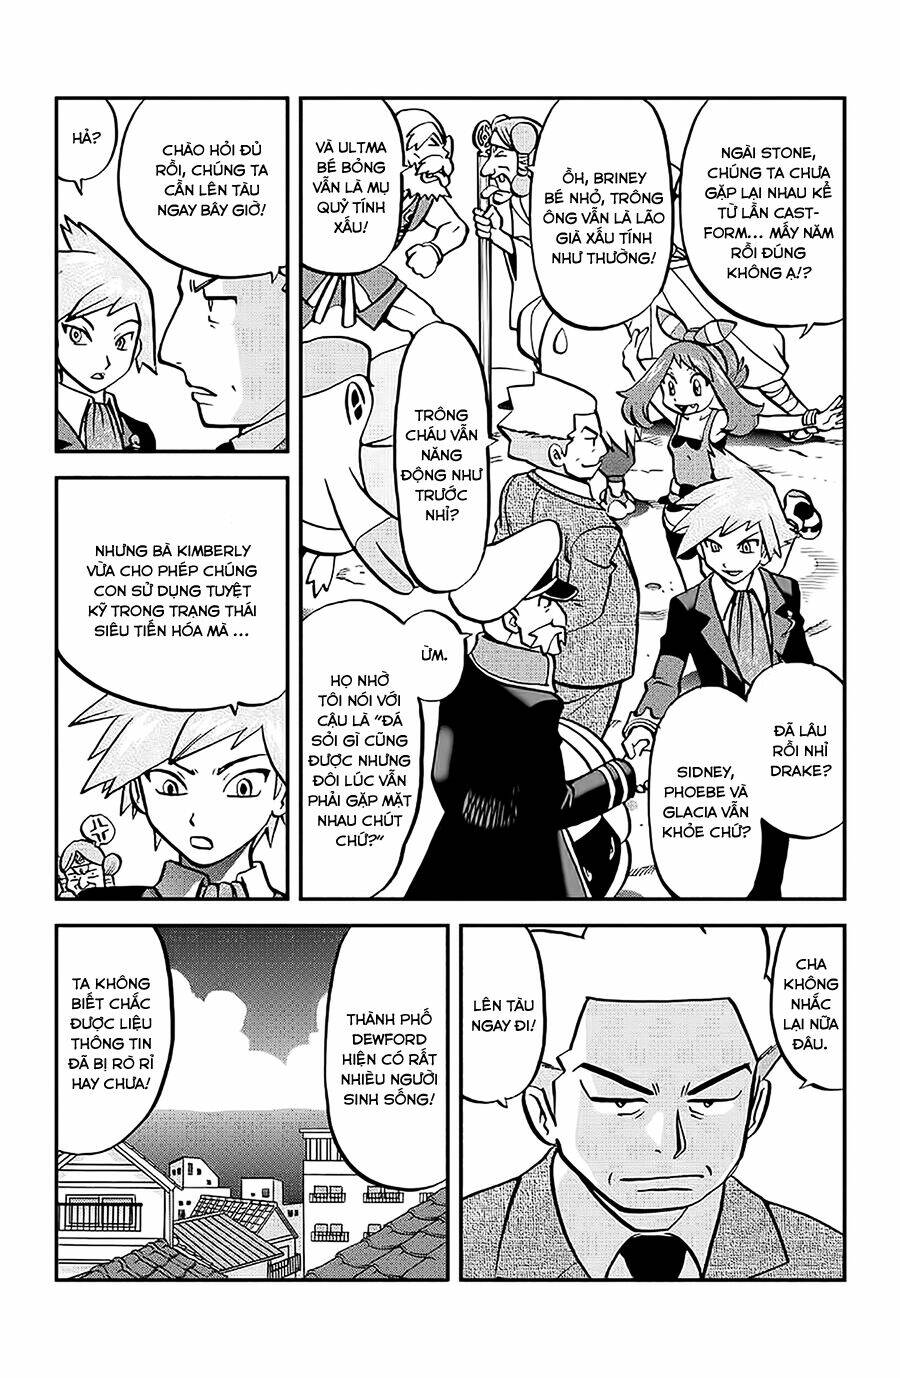 NGÀI STONE,
CHÚNG TA CHƯA
GẶP LẠI NHAU KỂ
TỪ LẦN CAST-
FORM... MẤY NĂM
RỒI ĐÚNG
KHÔNG Ạ!?
ỒH, BRINEY
BÉ NHỎ, TRÔNG
ÔNG VẪN LÀ LÃO
GIÀ XẤU TÍNH
NHƯ THƯỜNG!
VÀ ULTMA
BÉ BỎNG
VẪN LÀ MỤ
QUỶ TÍNH
XẤU!
TRÔNG
CHÁU VẪN
NĂNG
ĐỘNG NHƯ
TRƯỚC
NHỈ?
ĐÃ LÂU
RỒI NHỈ
DRAKE?
SIDNEY,
PHOEBE VÀ
GLACIA VẪN
KHỎE CHỨ?
ỪM.
HỌ NHỜ
TÔI NÓI VỚI
CẬU LÀ “ĐÁ
SỎI GÌ CŨNG
ĐƯỢC NHƯNG
ĐÔI LÚC VẪN
PHẢI GẶP MẶT
NHAU CHÚT
CHỨ?”
CHÀO HỎI ĐỦ
RỒI, CHÚNG TA
CẦN LÊN TÀU
NGAY BÂY GIỜ!
HẢ?
NHƯNG BÀ KIMBERLY
VỪA CHO PHÉP CHÚNG
CON SỬ DỤNG TUYỆT
KỸ TRONG TRẠNG THÁI
SIÊU TIẾN HÓA MÀ ...
CHA
KHÔNG
NHẮC
LẠI NỮA
ĐÂU.
LÊN TÀU
NGAY ĐI!
THÀNH PHỐ
DEWFORD
HIỆN CÓ RẤT
NHIỀU NGƯỜI
SINH SỐNG!
TA KHÔNG
BIẾT CHẮC
ĐƯỢC LIỆU
THÔNG TIN
ĐÃ BỊ RÒ RỈ
HAY CHƯA!